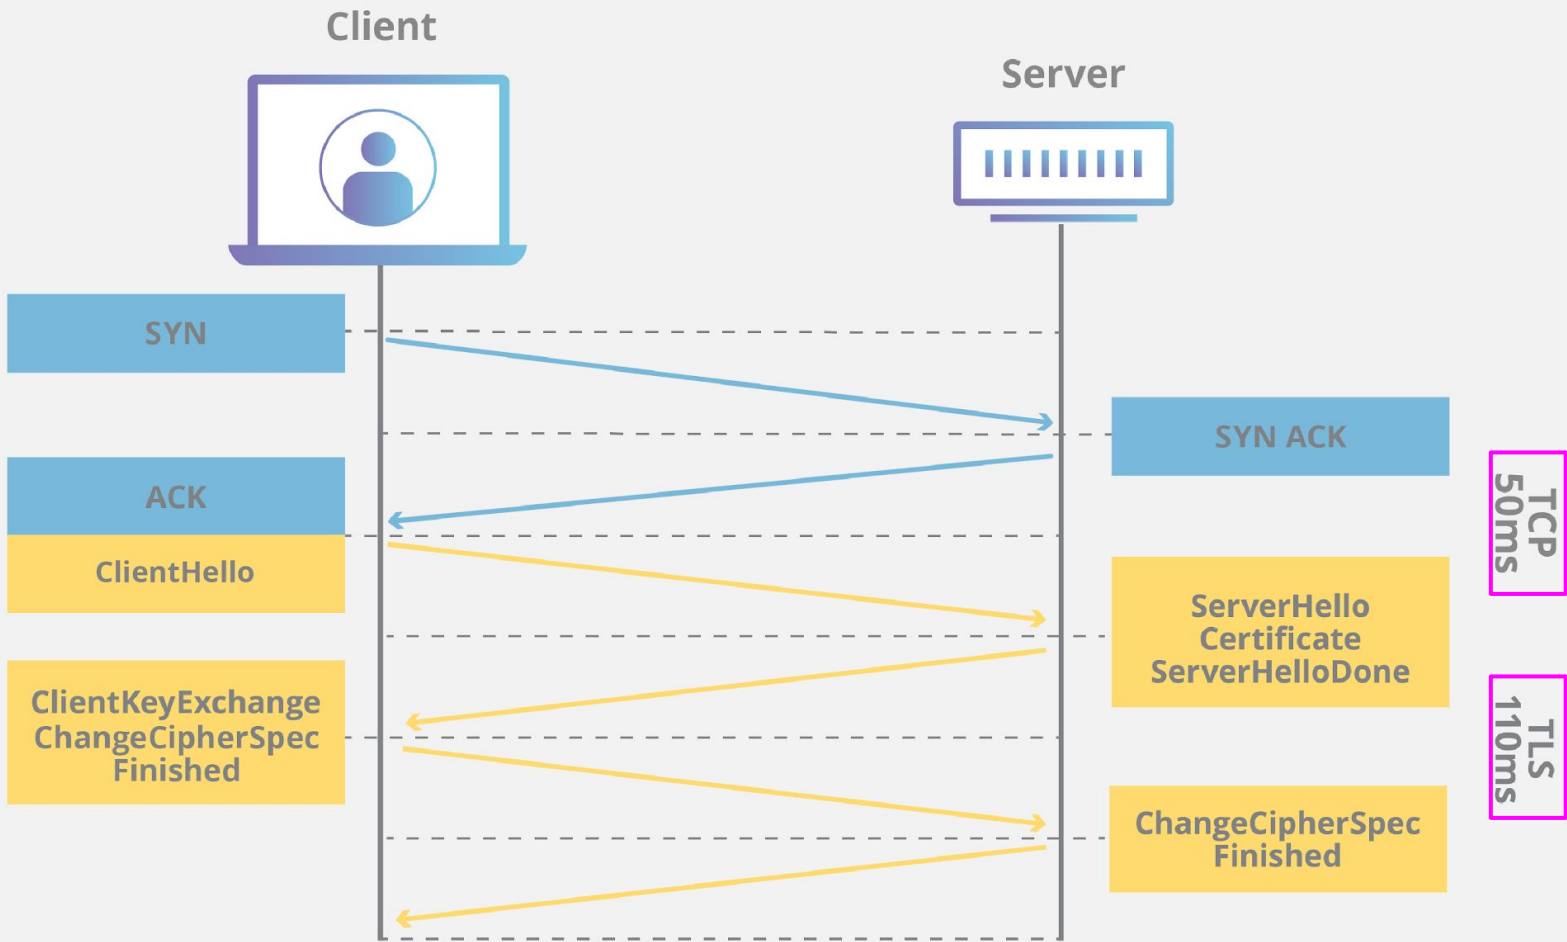 Client
Server
SYN
SYN ACK
ACK
ClientHello
TCP
50ms
ServerHello
Certificate
ServerHelloDone
ClientKeyExchange
ChangeCipherSpec
Finished
TLS
110ms
ChangeCipherSpec
Finished